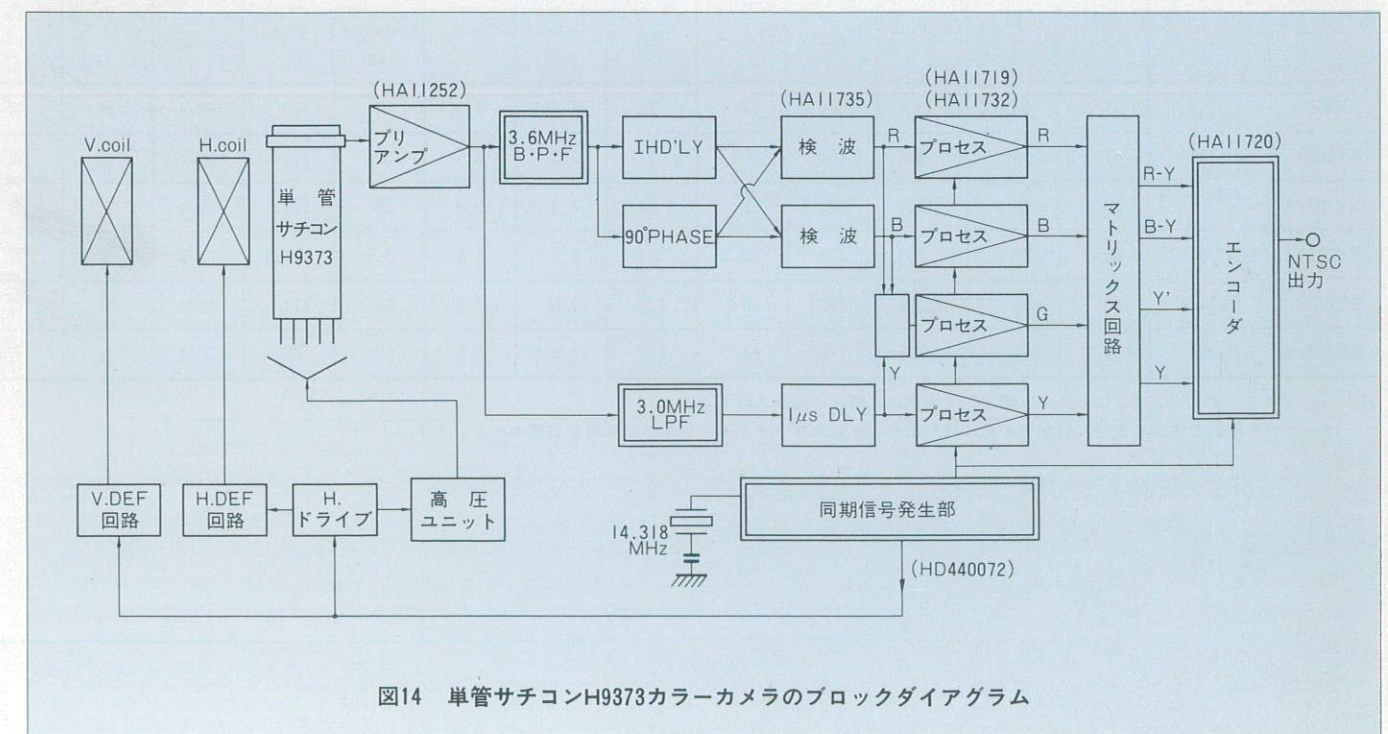 (HA11252)
(HA11719)
(HA11732)
(HA11735)
(HA11720)
V.coil
H.coil
単管
サチコン
H9373
プリ
アンプ
3.6MHz
B・P・F
1HD'LY
90°PHASE
検波
検波
R
B
プロセス
プロセス
プロセス
プロセス
R
B
G
Y
Y
マトリックス回路
R-Y
B-Y
Y'
Y
エンコーダ
NTSC
出力
3.0MHz
LPF
1μs DLY
V.DEF
回路
H.DEF
回路
H.
ドライブ
高圧
ユニット
14.318
MHz
同期信号発生部
(HD440072)
図14 単管サチコンH9373カラーカメラのブロックダイアグラム